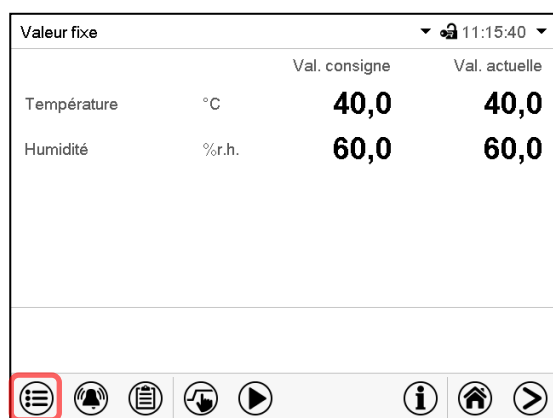 Valeur fixe 11:15:40
Val. consigne Val. actuelle
Température °C 40,0 40,0
Humidité %r.h. 60,0 60,0